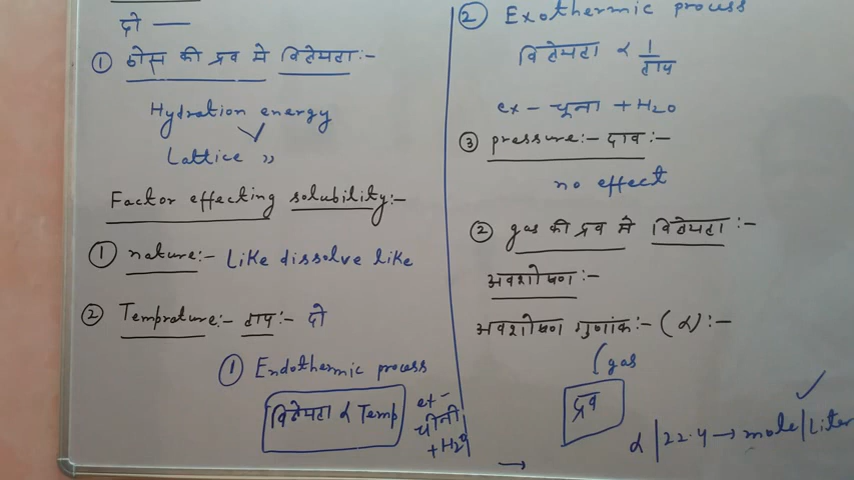 दो —
① ठोस की द्रव मे विलेयता:-
Hydration energy
Lattice "
Factor effecting solubility:-
① nature:- Like dissolve like
② Temprature:- ताप:- दो
① Endothermic process
विलेयता ∝ Temp
ex-
चीनी
+ H₂O
② Exothermic process
विलेयता ∝ 1/ताप
ex - चूना + H₂O
③ pressure:- दाव:-
no effect
② gas की द्रव मे विलेयता:-
अवशोषण:-
अवशोषण गुणांक:- (α):-
gas
द्रव
α/22.4 → mole/Liter
→